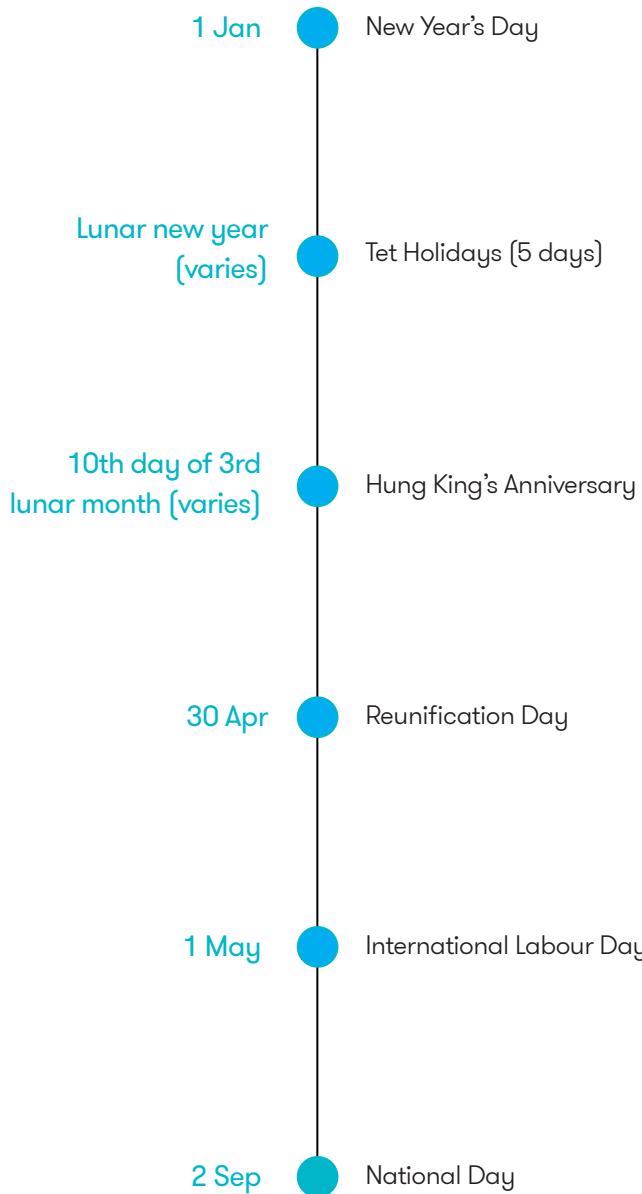 1 Jan
New Year’s Day
Lunar new year
(varies)
Tet Holidays (5 days)
10th day of 3rd
lunar month (varies)
Hung King’s Anniversary
30 Apr
Reunification Day
1 May
International Labour Day
2 Sep
National Day